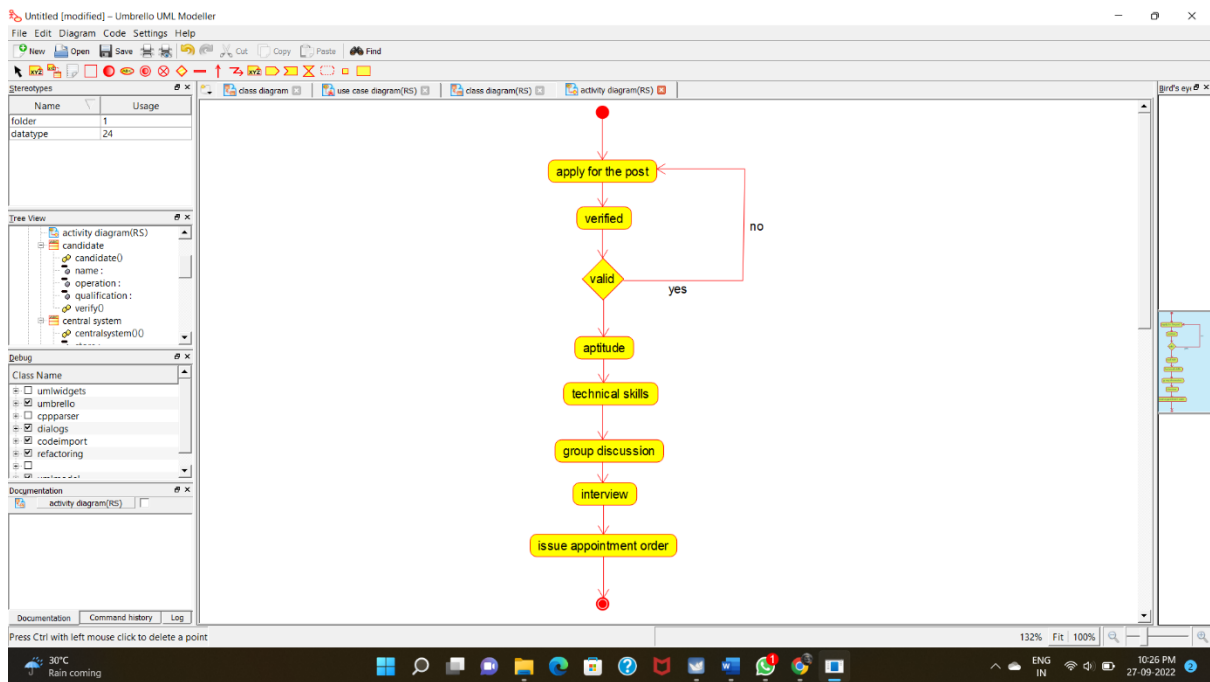 Untitled [modified] – Umbrello UML Modeller
File Edit Diagram Code Settings Help
New Open Save Cut Copy Paste Find
Stereotypes
Name Usage
folder 1
datatype 24
Tree View
activity diagram(RS)
candidate
candidate()
name :
operation :
qualification :
verify()
central system
centralsystem()()
Debug
Class Name
umlwidgets
umbrello
cppparser
dialogs
codeimport
refactoring
Documentation
activity diagram(RS)
Documentation Command history Log
class diagram use case diagram(RS) class diagram(RS) activity diagram(RS)
apply for the post
verified
no
valid
yes
aptitude
technical skills
group discussion
interview
issue appointment order
Bird's eye
Press Ctrl with left mouse click to delete a point
132% Fit 100%
30°C
Rain coming
1
ENG
IN
10:26 PM
27-09-2022
2